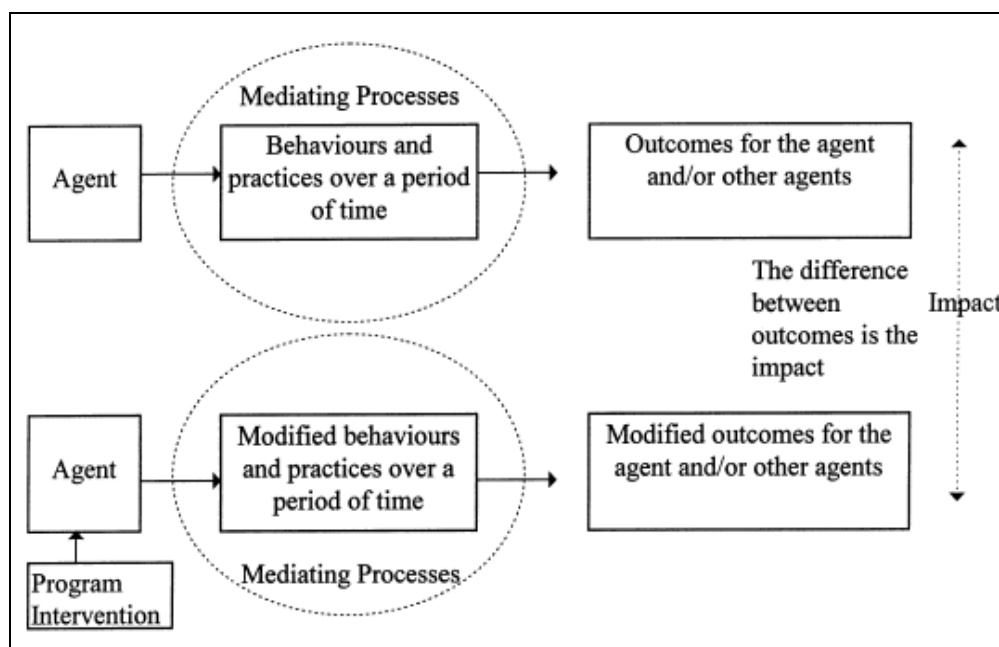 Mediating Processes
Agent
Behaviours and
practices over a period
of time
Outcomes for the agent
and/or other agents
The difference
between
outcomes is the
impact
Impact
Agent
Modified behaviours
and practices over a
period of time
Modified outcomes for the
agent and/or other agents
Mediating Processes
Program
Intervention